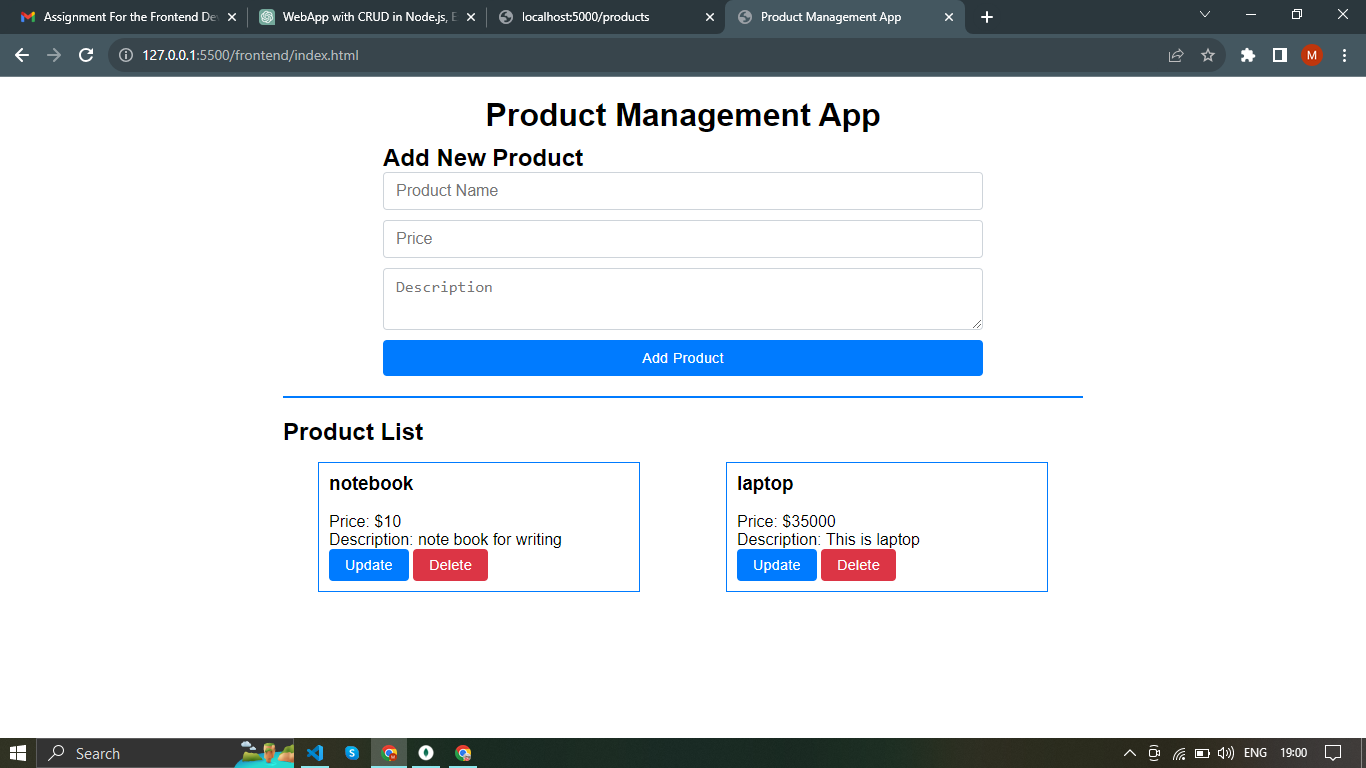 Assignment For the Frontend De
WebApp with CRUD in Node.js, E
localhost:5000/products
Product Management App
127.0.0.1:5500/frontend/index.html
M
Product Management App
Add New Product
Product Name
Price
Description
Add Product
Product List
notebook
Price: $10
Description: note book for writing
Update Delete
laptop
Price: $35000
Description: This is laptop
Update Delete
Search
ENG
19:00